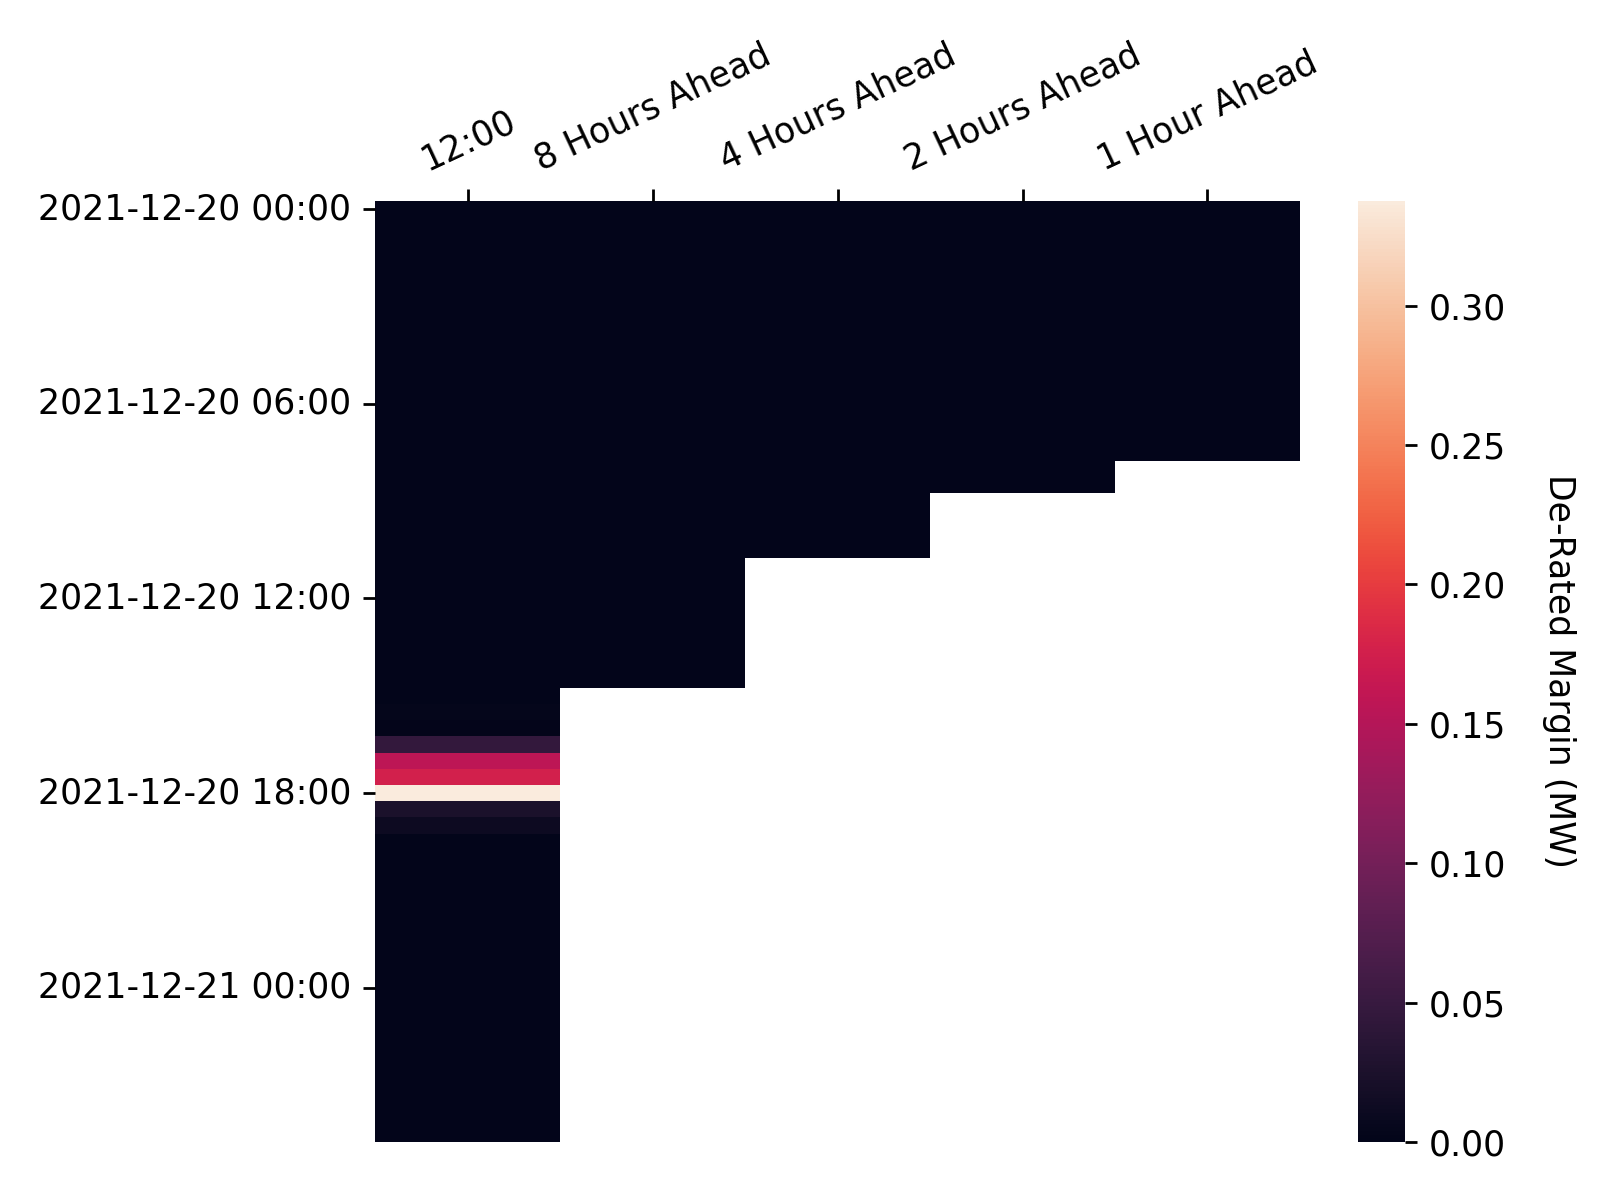 12:00
8 Hours Ahead
4 Hours Ahead
2 Hours Ahead
1 Hour Ahead
2021-12-20 00:00
2021-12-20 06:00
2021-12-20 12:00
2021-12-20 18:00
2021-12-21 00:00
0.30
0.25
0.20
0.15
0.10
0.05
0.00
De-Rated Margin (MW)